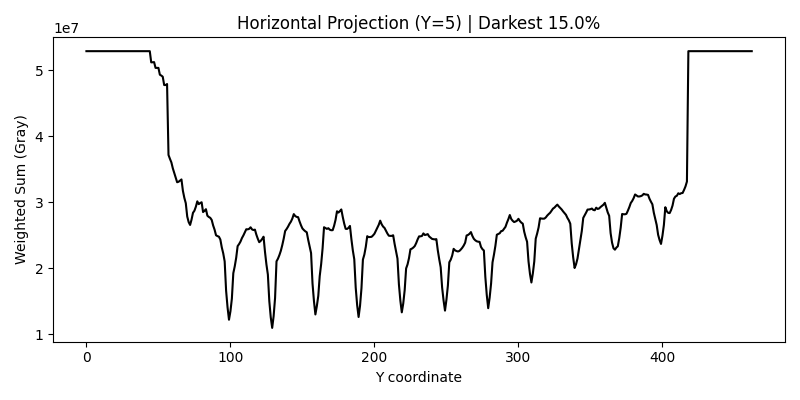 Horizontal Projection (Y=5) | Darkest 15.0%
1e7
5
4
3
2
1
Weighted Sum (Gray)
0 100 200 300 400
Y coordinate